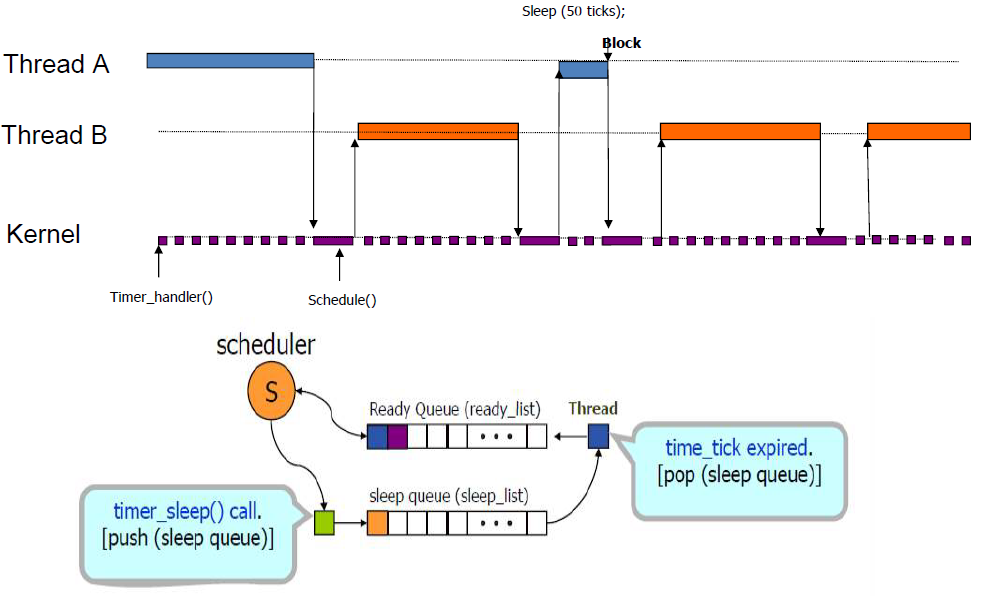 Sleep (50 ticks);
Block
Thread A
Thread B
Kernel
Timer_handler()
Schedule()
scheduler
S
Ready Queue (ready_list)
Thread
time_tick expired.
[pop (sleep queue)]
sleep queue (sleep_list)
timer_sleep() call.
[push (sleep queue)]